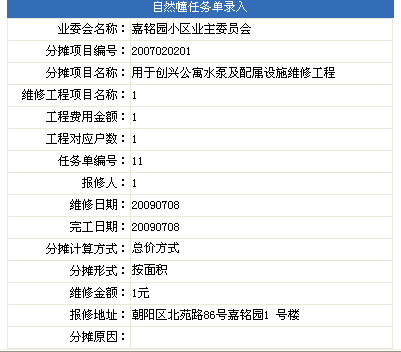 自然幢任务单录入
业委会名称： 嘉铭园小区业主委员会
分摊项目编号： 2007020201
分摊项目名称： 用于创兴公寓水泵及配属设施维修工程
维修工程项目名称： 1
工程费用金额： 1
工程对应户数： 1
任务单编号： 11
报修人： 1
维修日期： 20090708
完工日期： 20090708
分摊计算方式： 总价方式
分摊形式： 按面积
维修金额： 1元
报修地址： 朝阳区北苑路86号嘉铭园1 号楼
分摊原因：